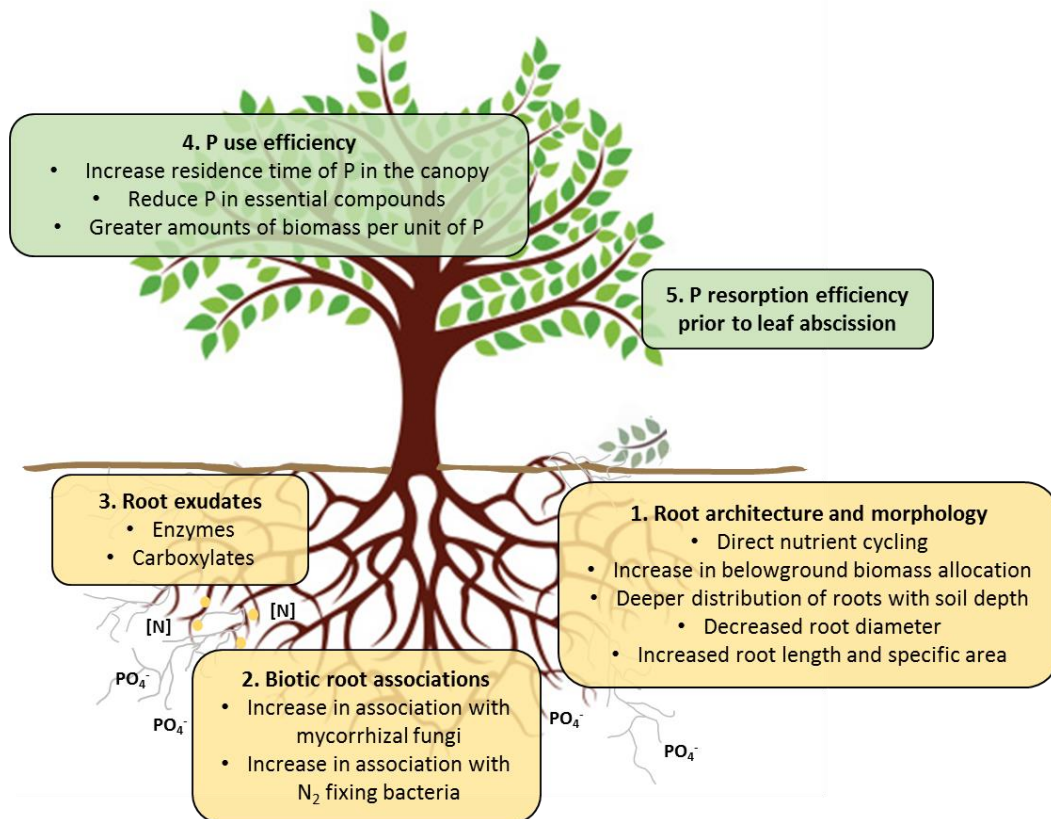 4. P use efficiency
• Increase residence time of P in the canopy
• Reduce P in essential compounds
• Greater amounts of biomass per unit of P
5. P resorption efficiency
prior to leaf abscission
3. Root exudates
• Enzymes
• Carboxylates
1. Root architecture and morphology
• Direct nutrient cycling
• Increase in belowground biomass allocation
• Deeper distribution of roots with soil depth
• Decreased root diameter
• Increased root length and specific area
[N]
[N]
PO₄⁻
PO₄⁻
2. Biotic root associations
• Increase in association with
mycorrhizal fungi
• Increase in association with
N₂ fixing bacteria
PO₄⁻
PO₄⁻